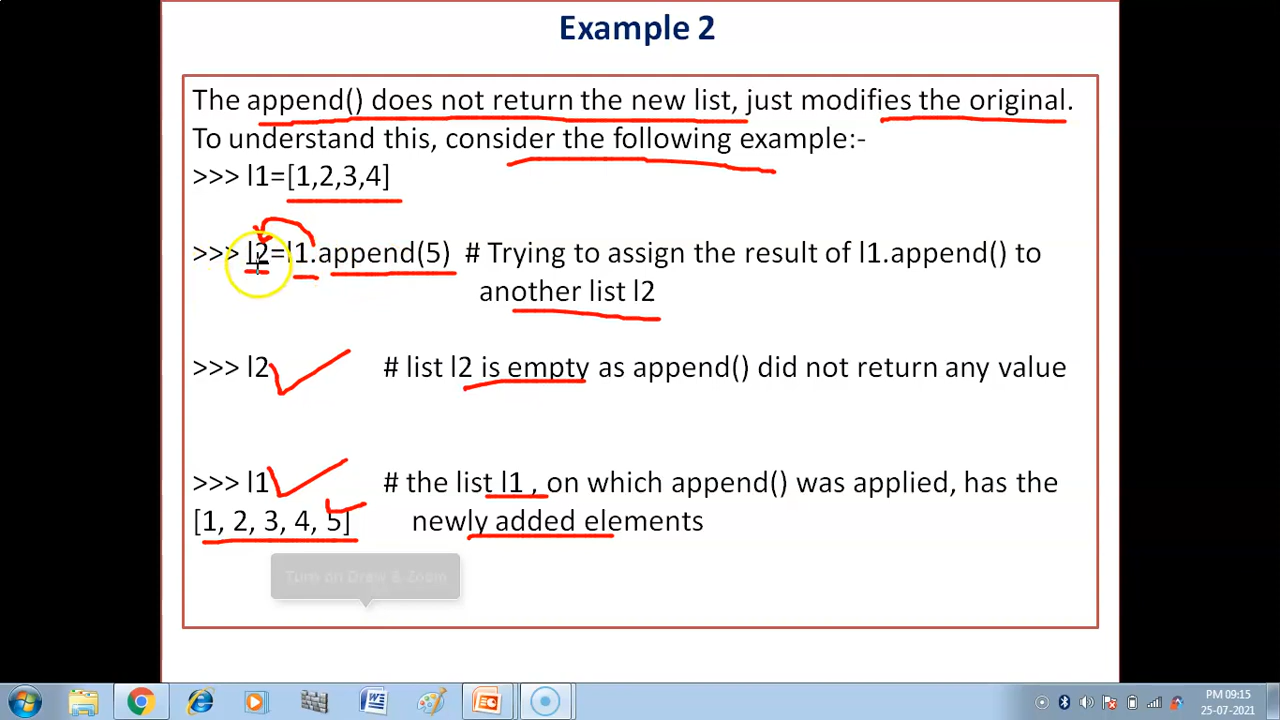 Example 2
The append() does not return the new list, just modifies the original.
To understand this, consider the following example:-
>>> l1=[1,2,3,4]
>>> l2=l1.append(5) # Trying to assign the result of l1.append() to
another list l2
>>> l2 # list l2 is empty as append() did not return any value
>>> l1 # the list l1 , on which append() was applied, has the
[1, 2, 3, 4, 5] newly added elements
Turn on Draw & Zoom
PM 09:15
25-07-2021